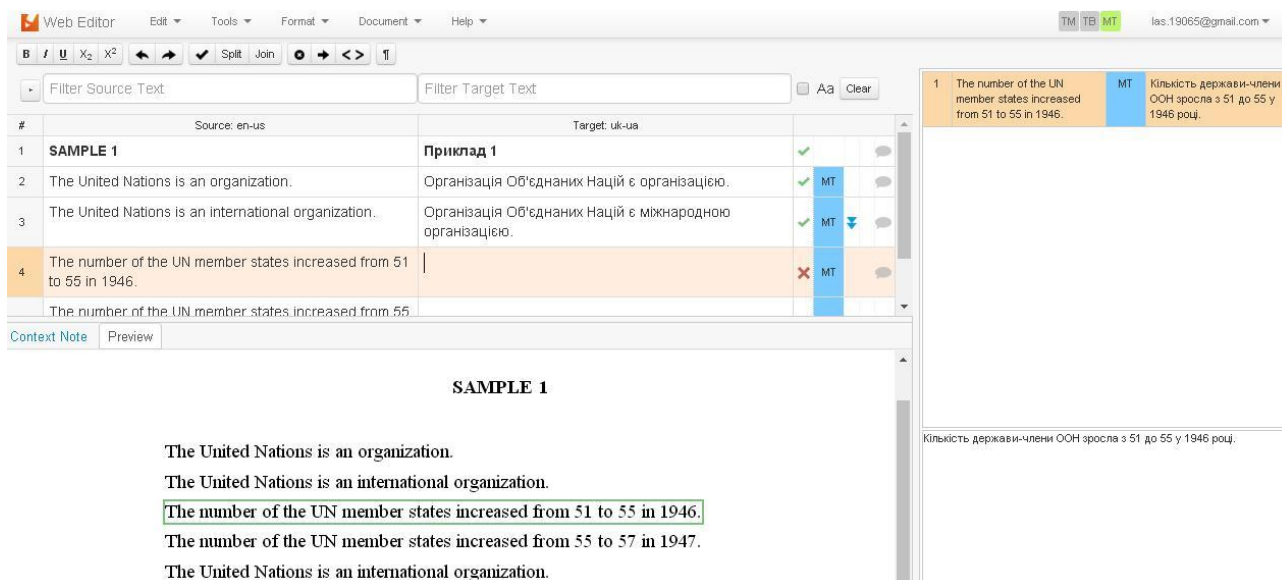 Web Editor Edit Tools Format Document Help TM TB MT las.19065@gmail.com
B I U X₂ X² Split Join < > ¶
Filter Source Text Filter Target Text Aa Clear
# Source: en-us Target: uk-ua
1 SAMPLE 1 Приклад 1
2 The United Nations is an organization. Організація Об'єднаних Націй є організацією. MT
3 The United Nations is an international organization. Організація Об'єднаних Націй є міжнародною
організацією. MT
4 The number of the UN member states increased from 51
to 55 in 1946. MT
The number of the UN member states increased from 55
Context Note Preview
SAMPLE 1
The United Nations is an organization.
The United Nations is an international organization.
The number of the UN member states increased from 51 to 55 in 1946.
The number of the UN member states increased from 55 to 57 in 1947.
The United Nations is an international organization.
1 The number of the UN
member states increased
from 51 to 55 in 1946.
MT
Кількість держави-члени
ООН зросла з 51 до 55 у
1946 році.
Кількість держави-члени ООН зросла з 51 до 55 у 1946 році.